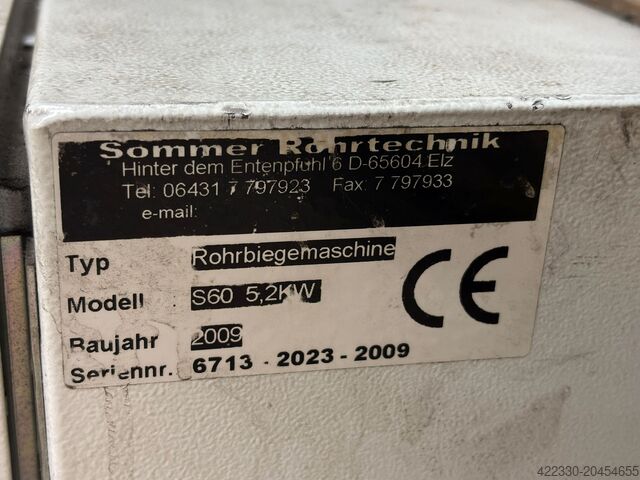 Sommer Rohrtechnik
Hinter dem Entenpfuhl 6 D-65604 Elz
Tel: 06431 7 797923 Fax: 7 797933
e-mail:
Typ Rohrbiegemaschine
Modell S60 5,2KW
Baujahr 2009
Seriennr. 6713 - 2023 - 2009
CE
422330-20454655